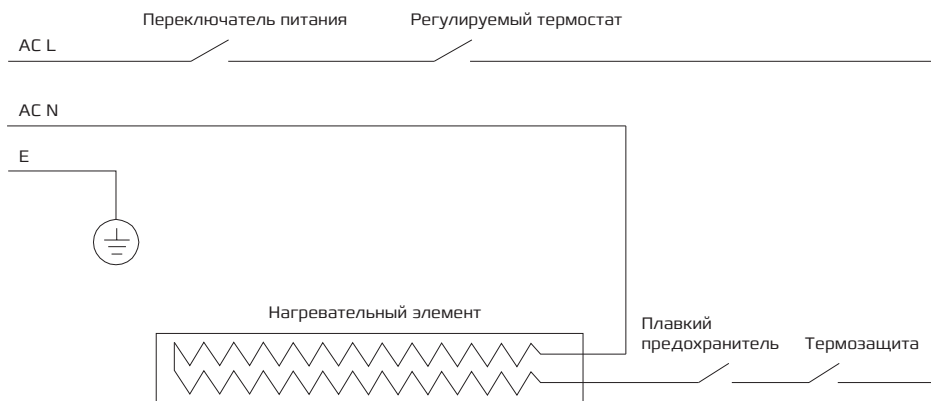 Переключатель питания
Регулируемый термостат
AC L
AC N
E
Нагревательный элемент
Плавкий
предохранитель
Термозащита